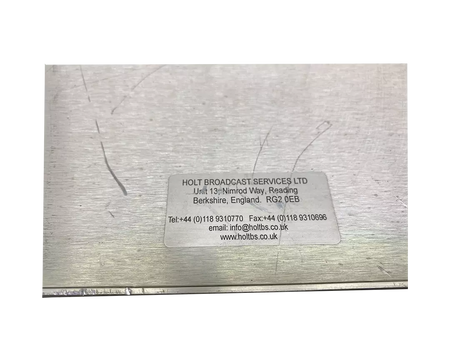 HOLT BROADCAST SERVICES LTD
Unit 13, Nimrod Way, Reading
Berkshire, England. RG2 0EB
Tel:+44 (0)118 9310770 Fax:+44 (0)118 9310696
email: info@holtbs.co.uk
www.holtbs.co.uk